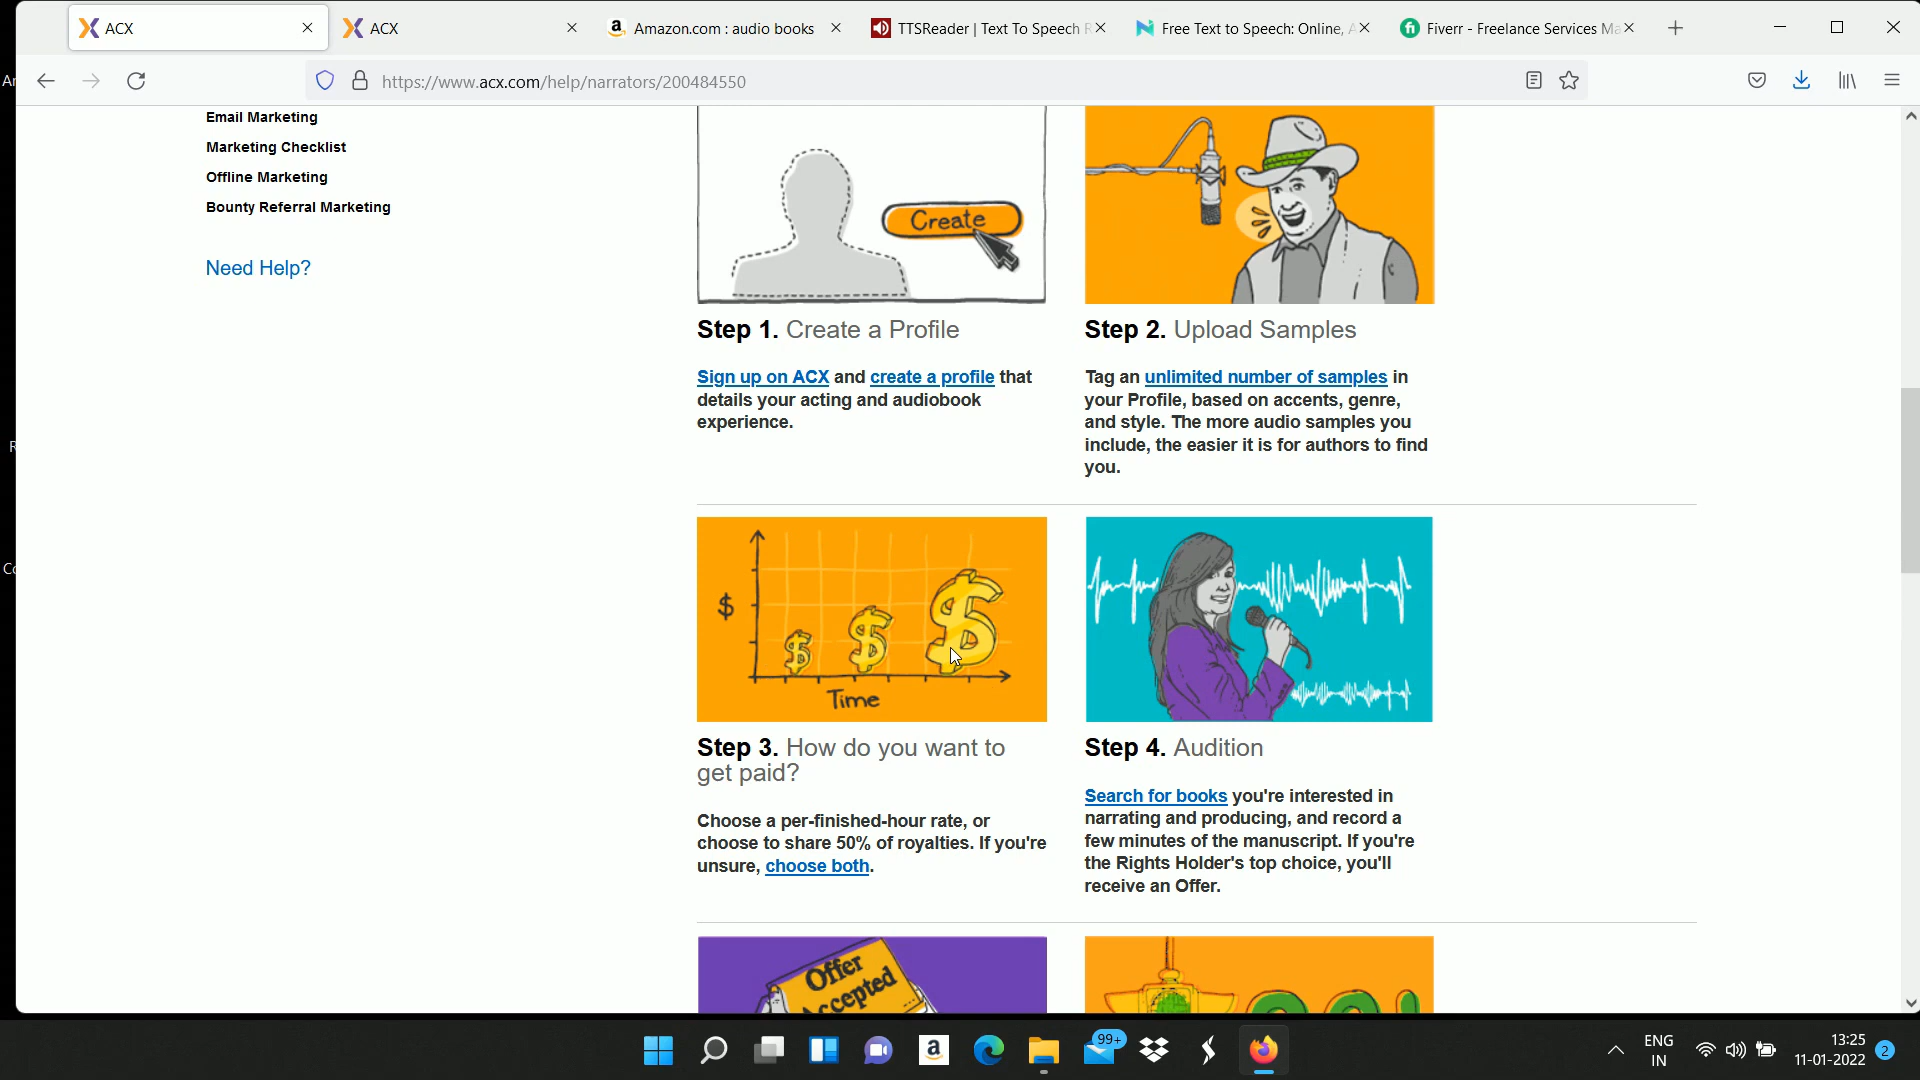 ACX
ACX
Amazon.com : audio books
TTSReader | Text To Speech R
Free Text to Speech: Online, A
Fiverr - Freelance Services Ma
https://www.acx.com/help/narrators/200484550
Email Marketing
Marketing Checklist
Offline Marketing
Bounty Referral Marketing
Need Help?
Create
Step 1. Create a Profile
Sign up on ACX and create a profile that
details your acting and audiobook
experience.
Step 2. Upload Samples
Tag an unlimited number of samples in
your Profile, based on accents, genre,
and style. The more audio samples you
include, the easier it is for authors to find
you.
$
$ $ $
Time
Step 3. How do you want to
get paid?
Choose a per-finished-hour rate, or
choose to share 50% of royalties. If you're
unsure, choose both.
Step 4. Audition
Search for books you're interested in
narrating and producing, and record a
few minutes of the manuscript. If you're
the Rights Holder's top choice, you'll
receive an Offer.
Offer
Accepted
99+
ENG
IN
13:25
11-01-2022
2